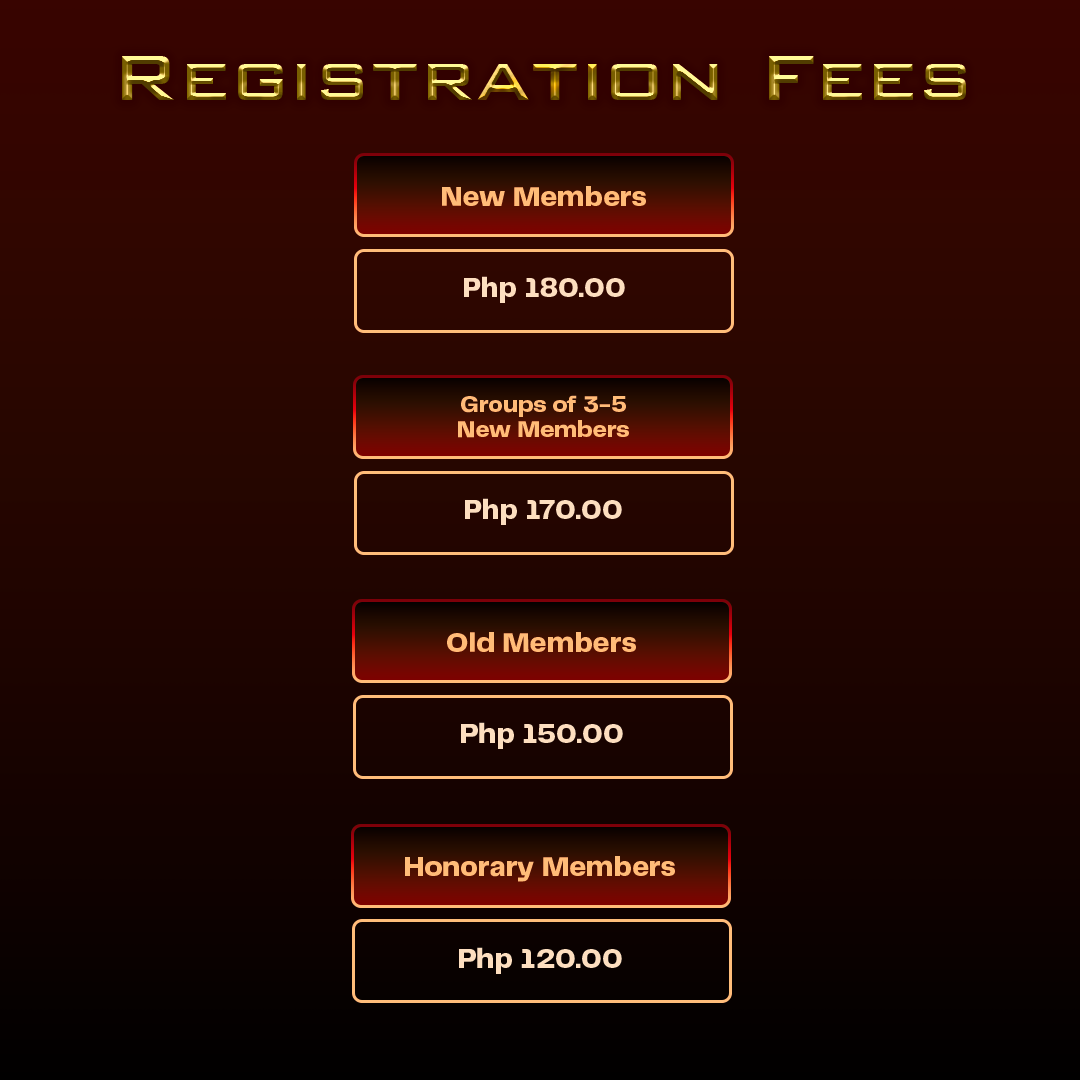 Registration Fees
New Members
Php 180.00
Groups of 3-5
New Members
Php 170.00
Old Members
Php 150.00
Honorary Members
Php 120.00